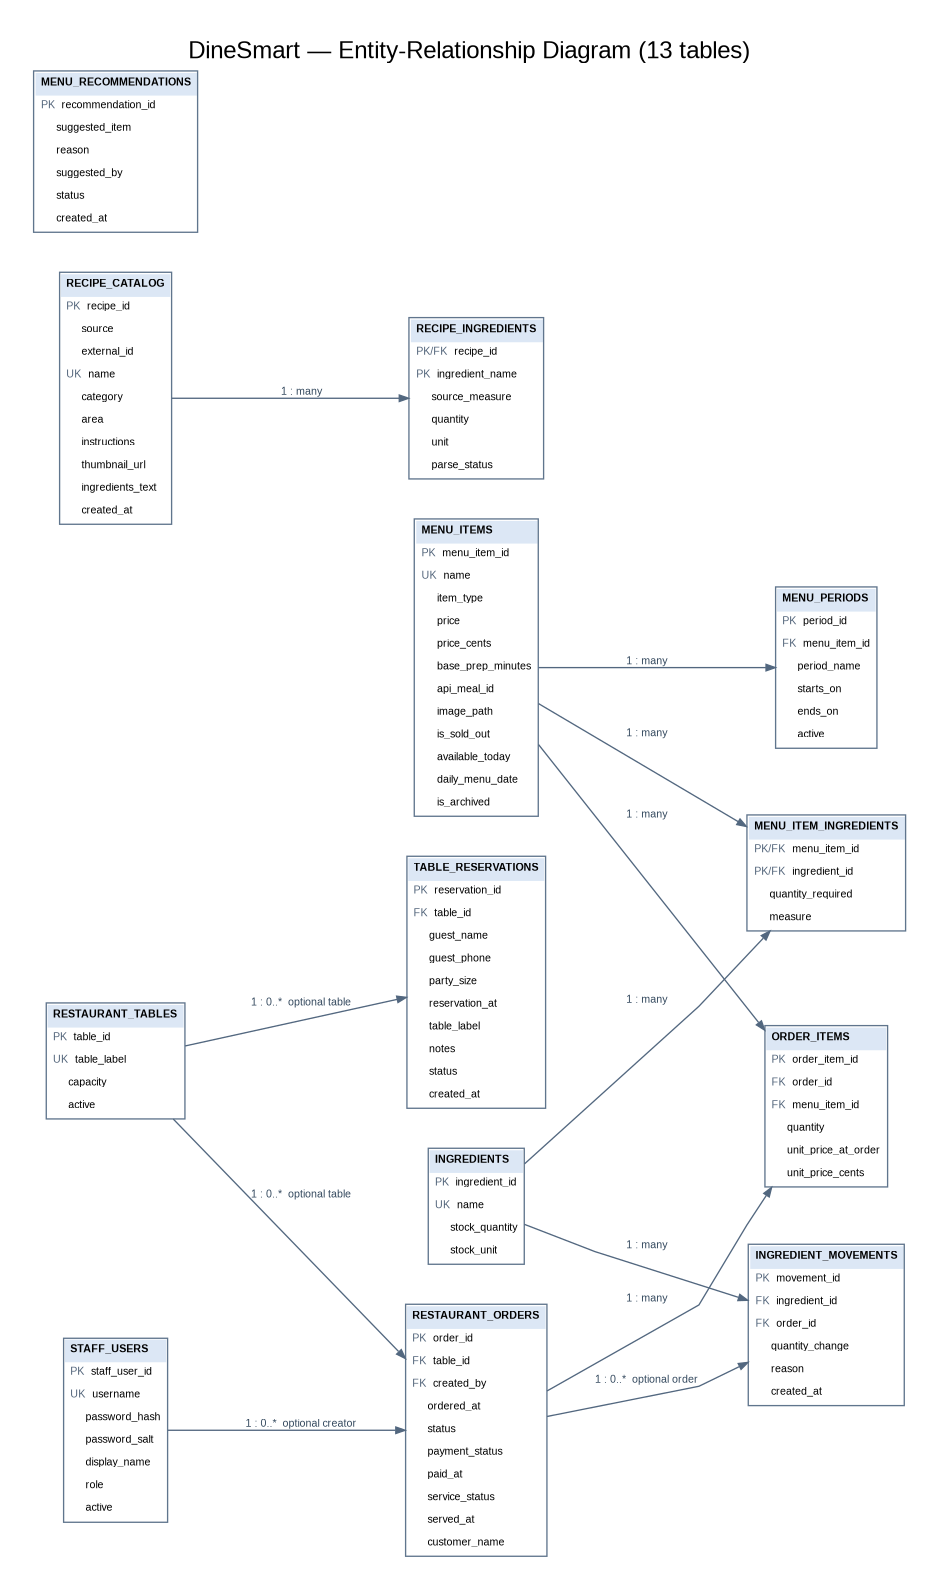 DineSmart — Entity-Relationship Diagram (13 tables)
MENU_RECOMMENDATIONS
PK recommendation_id
suggested_item
reason
suggested_by
status
created_at
RECIPE_CATALOG
PK recipe_id
source
external_id
UK name
category
area
instructions
thumbnail_url
ingredients_text
created_at
1 : many
RECIPE_INGREDIENTS
PK/FK recipe_id
PK ingredient_name
source_measure
quantity
unit
parse_status
MENU_ITEMS
PK menu_item_id
UK name
item_type
price
price_cents
base_prep_minutes
api_meal_id
image_path
is_sold_out
available_today
daily_menu_date
is_archived
1 : many
1 : many
1 : many
MENU_PERIODS
PK period_id
FK menu_item_id
period_name
starts_on
ends_on
active
MENU_ITEM_INGREDIENTS
PK/FK menu_item_id
PK/FK ingredient_id
quantity_required
measure
TABLE_RESERVATIONS
PK reservation_id
FK table_id
guest_name
guest_phone
party_size
reservation_at
table_label
notes
status
created_at
1 : 0..* optional table
RESTAURANT_TABLES
PK table_id
UK table_label
capacity
active
1 : 0..* optional table
1 : many
ORDER_ITEMS
PK order_item_id
FK order_id
FK menu_item_id
quantity
unit_price_at_order
unit_price_cents
INGREDIENTS
PK ingredient_id
UK name
stock_quantity
stock_unit
1 : many
1 : many
1 : 0..* optional order
INGREDIENT_MOVEMENTS
PK movement_id
FK ingredient_id
FK order_id
quantity_change
reason
created_at
RESTAURANT_ORDERS
PK order_id
FK table_id
FK created_by
ordered_at
status
payment_status
paid_at
service_status
served_at
customer_name
STAFF_USERS
PK staff_user_id
UK username
password_hash
password_salt
display_name
role
active
1 : 0..* optional creator